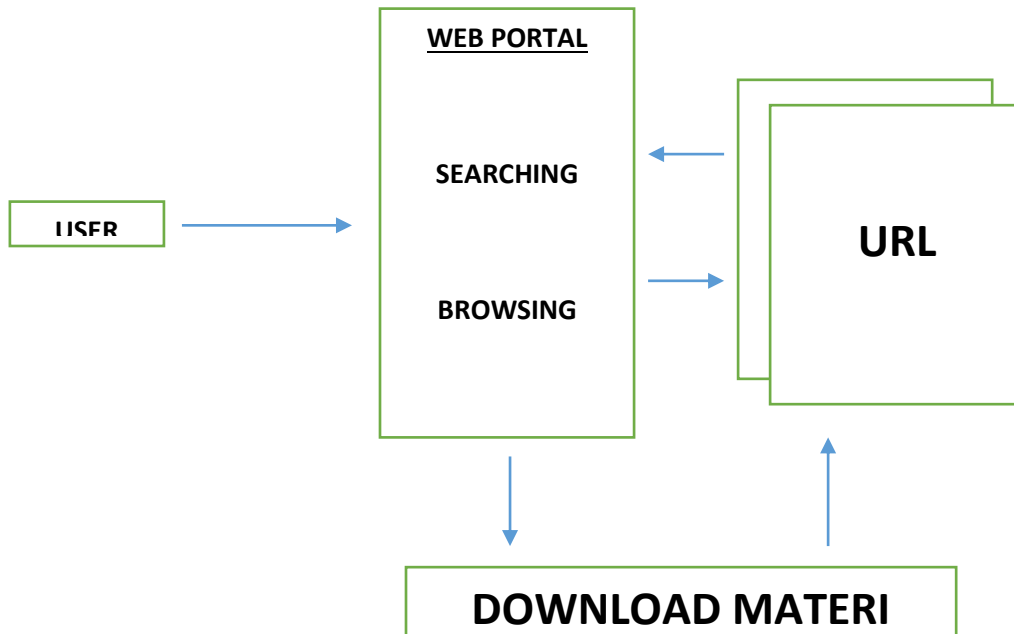 WEB PORTAL
SEARCHING
USER
URL
BROWSING
DOWNLOAD MATERI